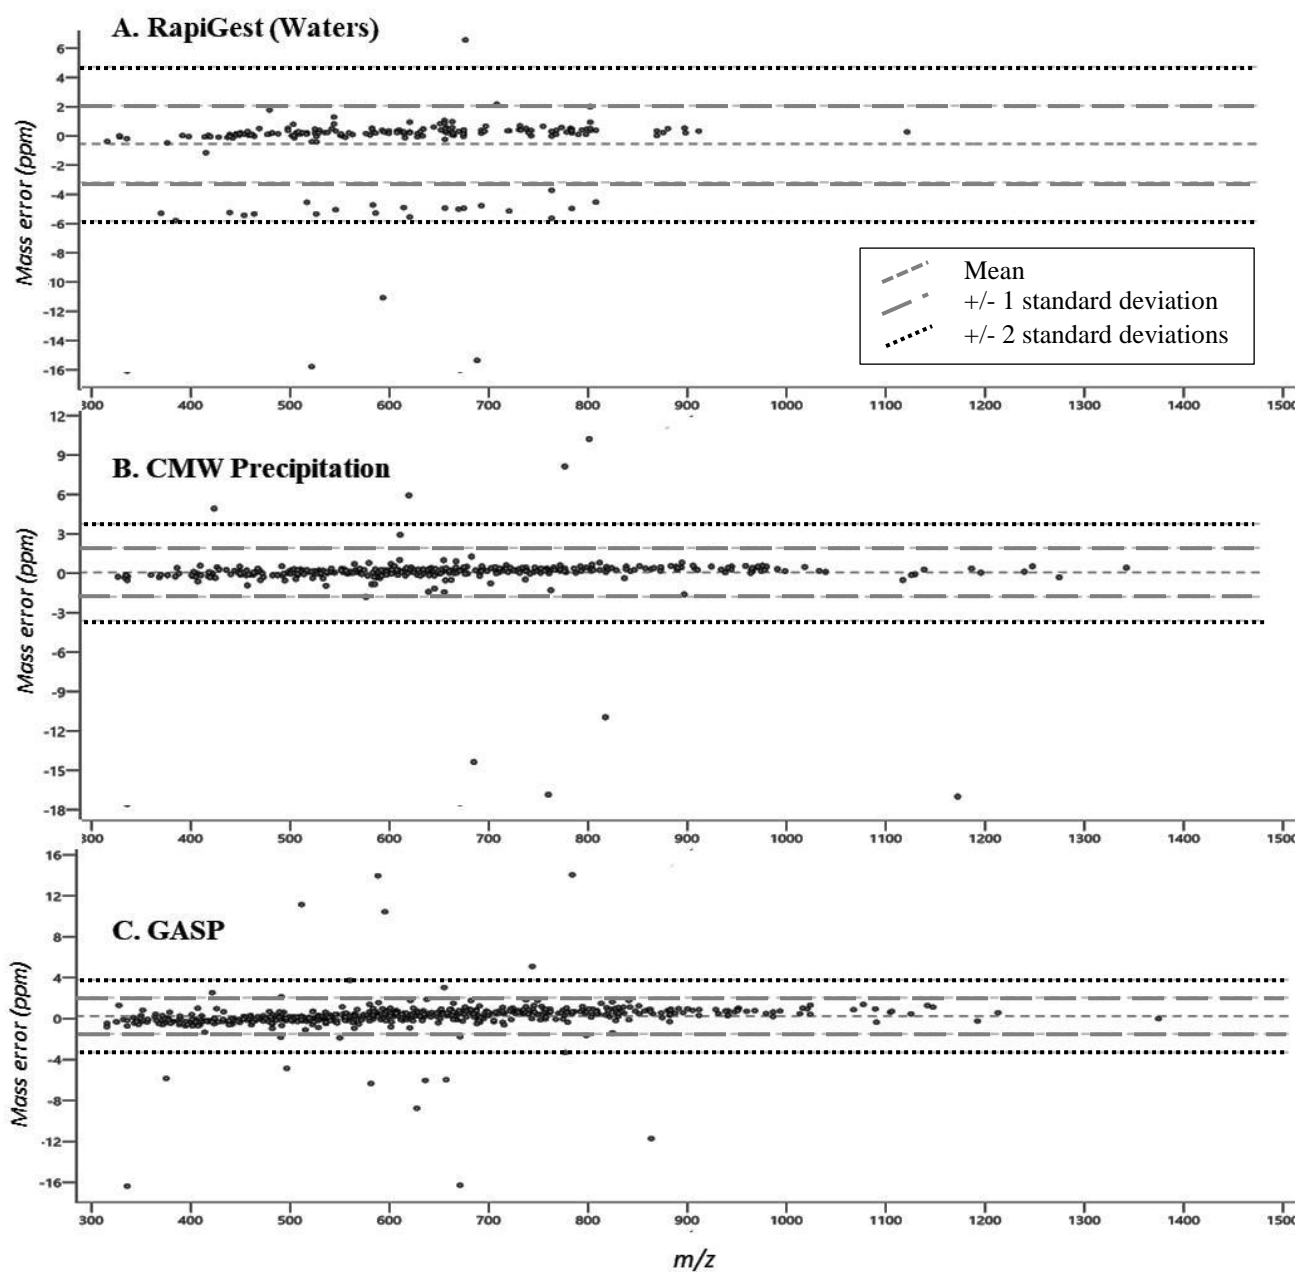 A. RapiGest (Waters)
Mass error (ppm)
6
4
2
0
-2
-4
-6
-8
-10
-12
-14
-16
Mean
+/- 1 standard deviation
+/- 2 standard deviations
300 400 500 600 700 800 900 1000 1100 1200 1300 1400 1500
B. CMW Precipitation
Mass error (ppm)
12
9
6
3
0
-3
-6
-9
-12
-15
-18
300 400 500 600 700 800 900 1000 1100 1200 1300 1400 1500
C. GASP
Mass error (ppm)
16
12
8
4
0
-4
-8
-12
-16
300 400 500 600 700 800 900 1000 1100 1200 1300 1400 1500
m/z